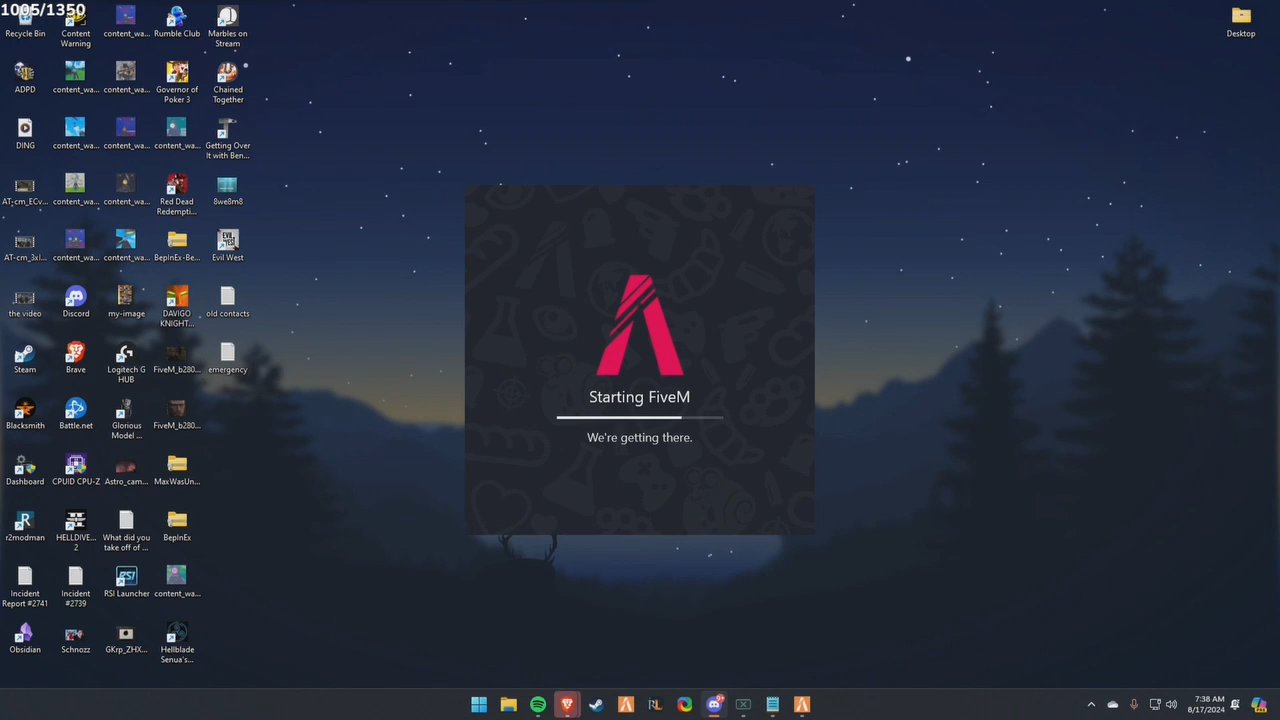 1005/1350
Recycle Bin
Content
Warning
content_wa...
Rumble Club
Marbles on
Stream
Desktop
ADPD
content_wa...
content_wa...
Governor of
Poker 3
Chained
Together
DING
content_wa...
content_wa...
content_wa...
Getting Over
It with Ben...
AT-cm_ECv...
content_wa...
content_wa...
Red Dead
Redempti...
8we8m8
AT-cm_3xl...
content_wa...
content_wa...
BepInEx-Be...
Evil West
the video
Discord
my-image
DAVIGO
KNIGHT...
old contacts
Steam
Brave
Logitech G
HUB
FiveM_b280...
emergency
Blacksmith
Battle.net
Glorious
Model ...
FiveM_b280...
Dashboard
CPUID CPU-Z
Astro_cam...
MaxWasUn...
r2modman
HELLDIVE...
2
What did you
take off of ...
BepInEx
Incident
Report #2741
Incident
#2739
RSI Launcher
content_wa...
Obsidian
Schnozz
GKrp_ZHX...
Hellblade
Senua's...
Starting FiveM
We're getting there.
7:38 AM
8/17/2024